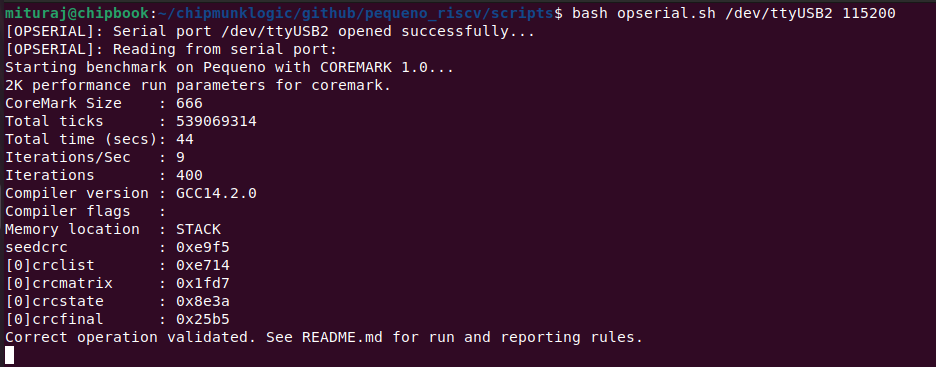 mituraj@chipbook:~/chipmunklogic/github/pequeno_riscv/scripts$ bash opserial.sh /dev/ttyUSB2 115200
[OPSERIAL]: Serial port /dev/ttyUSB2 opened successfully...
[OPSERIAL]: Reading from serial port:
Starting benchmark on Pequeno with COREMARK 1.0...
2K performance run parameters for coremark.
CoreMark Size    : 666
Total ticks      : 539069314
Total time (secs): 44
Iterations/Sec   : 9
Iterations       : 400
Compiler version : GCC14.2.0
Compiler flags   :
Memory location  : STACK
seedcrc          : 0xe9f5
[0]crclist       : 0xe714
[0]crcmatrix     : 0x1fd7
[0]crcstate      : 0x8e3a
[0]crcfinal      : 0x25b5
Correct operation validated. See README.md for run and reporting rules.